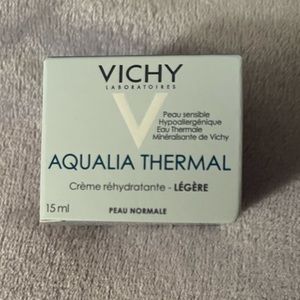 VICHY
LABORATOIRES
V
Peau sensible
Hypoallergénique
Eau Thermale
Minéralisante de Vichy
AQUALIA THERMAL
Crème réhydratante - LÉGÈRE
15 ml
PEAU NORMALE